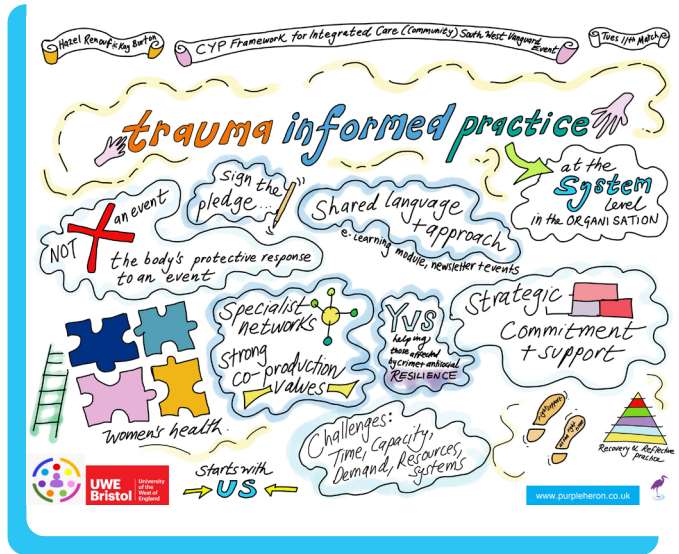 Hazel Renouf & Kay Burton
CYP Framework for Integrated Care (Community) South West Vanguard
Event
Tues 11th March
trauma informed practice
at the
System
level
in the ORGANISATION
sign the
pledge...
Shared language
+ approach
e-learning module, newsletter + events
NOT
an event
the body's protective response
to an event
Specialist
networks
strong
co-production
values
YVS
helping
those affected
by crime + antisocial
RESILIENCE
Strategic
Commitment
+ support
women's health.
Challenges:
Time, Capacity,
Demand, Resources,
systems
right support
Recovery & Reflective
practice
UWE
Bristol
University
of the
West of
England
starts with
US
www.purpleheron.co.uk